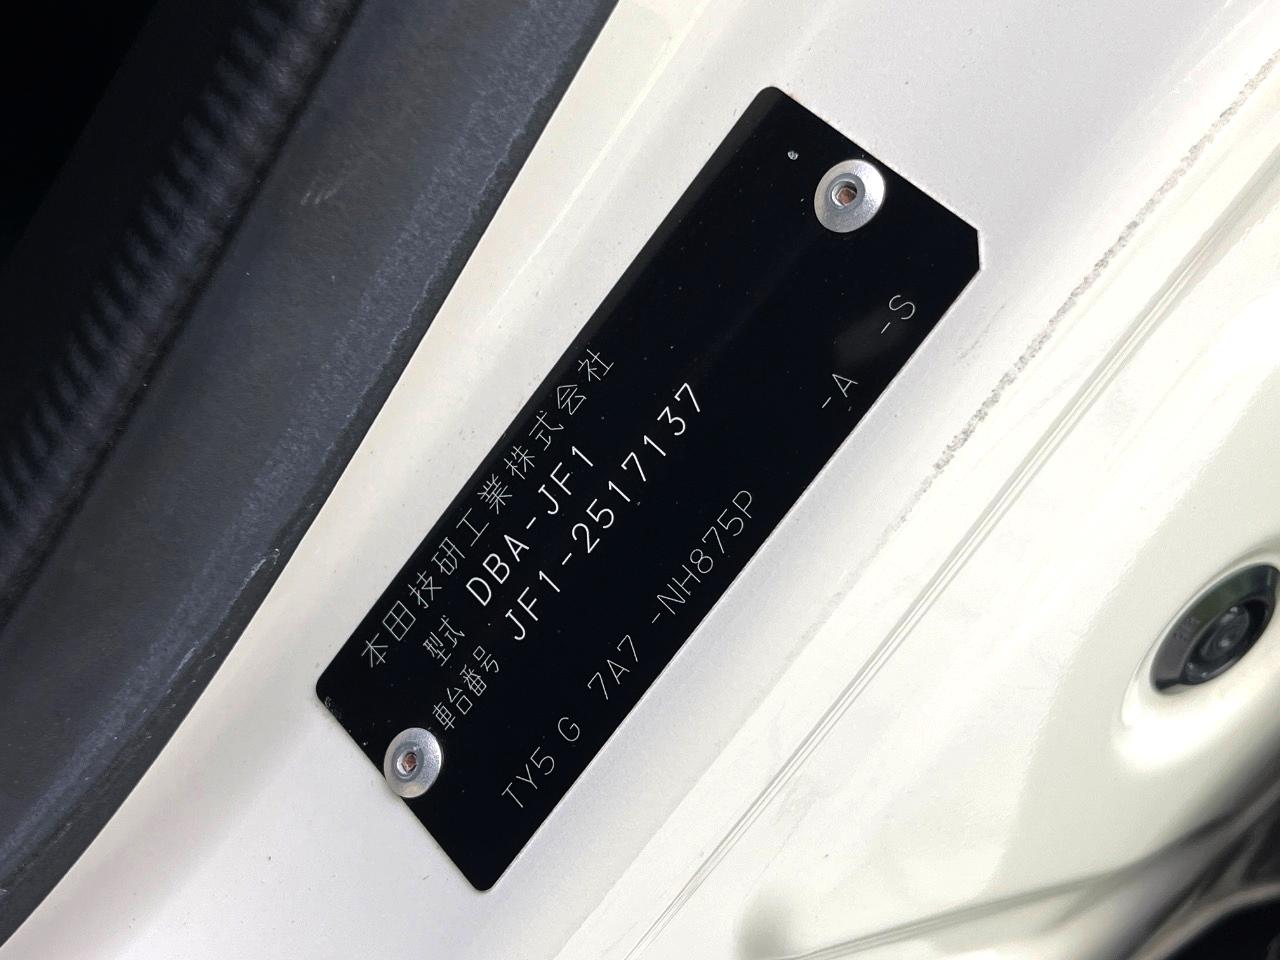 本田技研工業株式会社
型式 DBA-JF1
車台番号 JF1-2517137
TY5 G 7A7 -NH875P -A -S